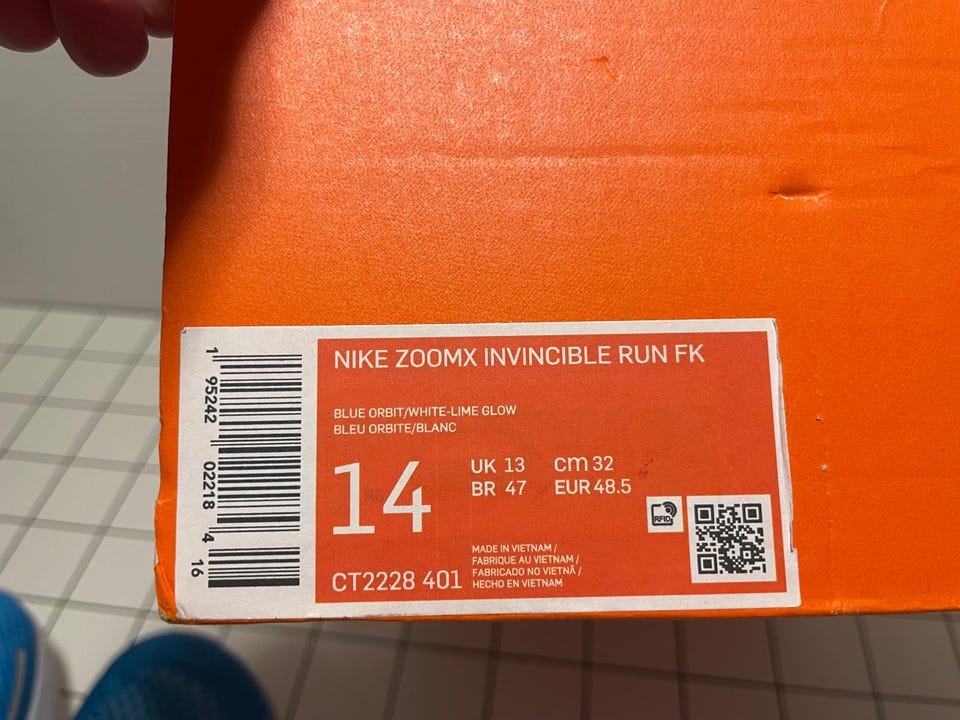 NIKE ZOOMX INVINCIBLE RUN FK
BLUE ORBIT/WHITE-LIME GLOW
BLEU ORBITE/BLANC
14
UK 13 cm 32
BR 47 EUR 48.5
RFID
MADE IN VIETNAM /
FABRIQUE AU VIETNAM /
FABRICADO NO VIETNÃ /
HECHO EN VIETNAM
CT2228 401
1 95242 02218 4 16